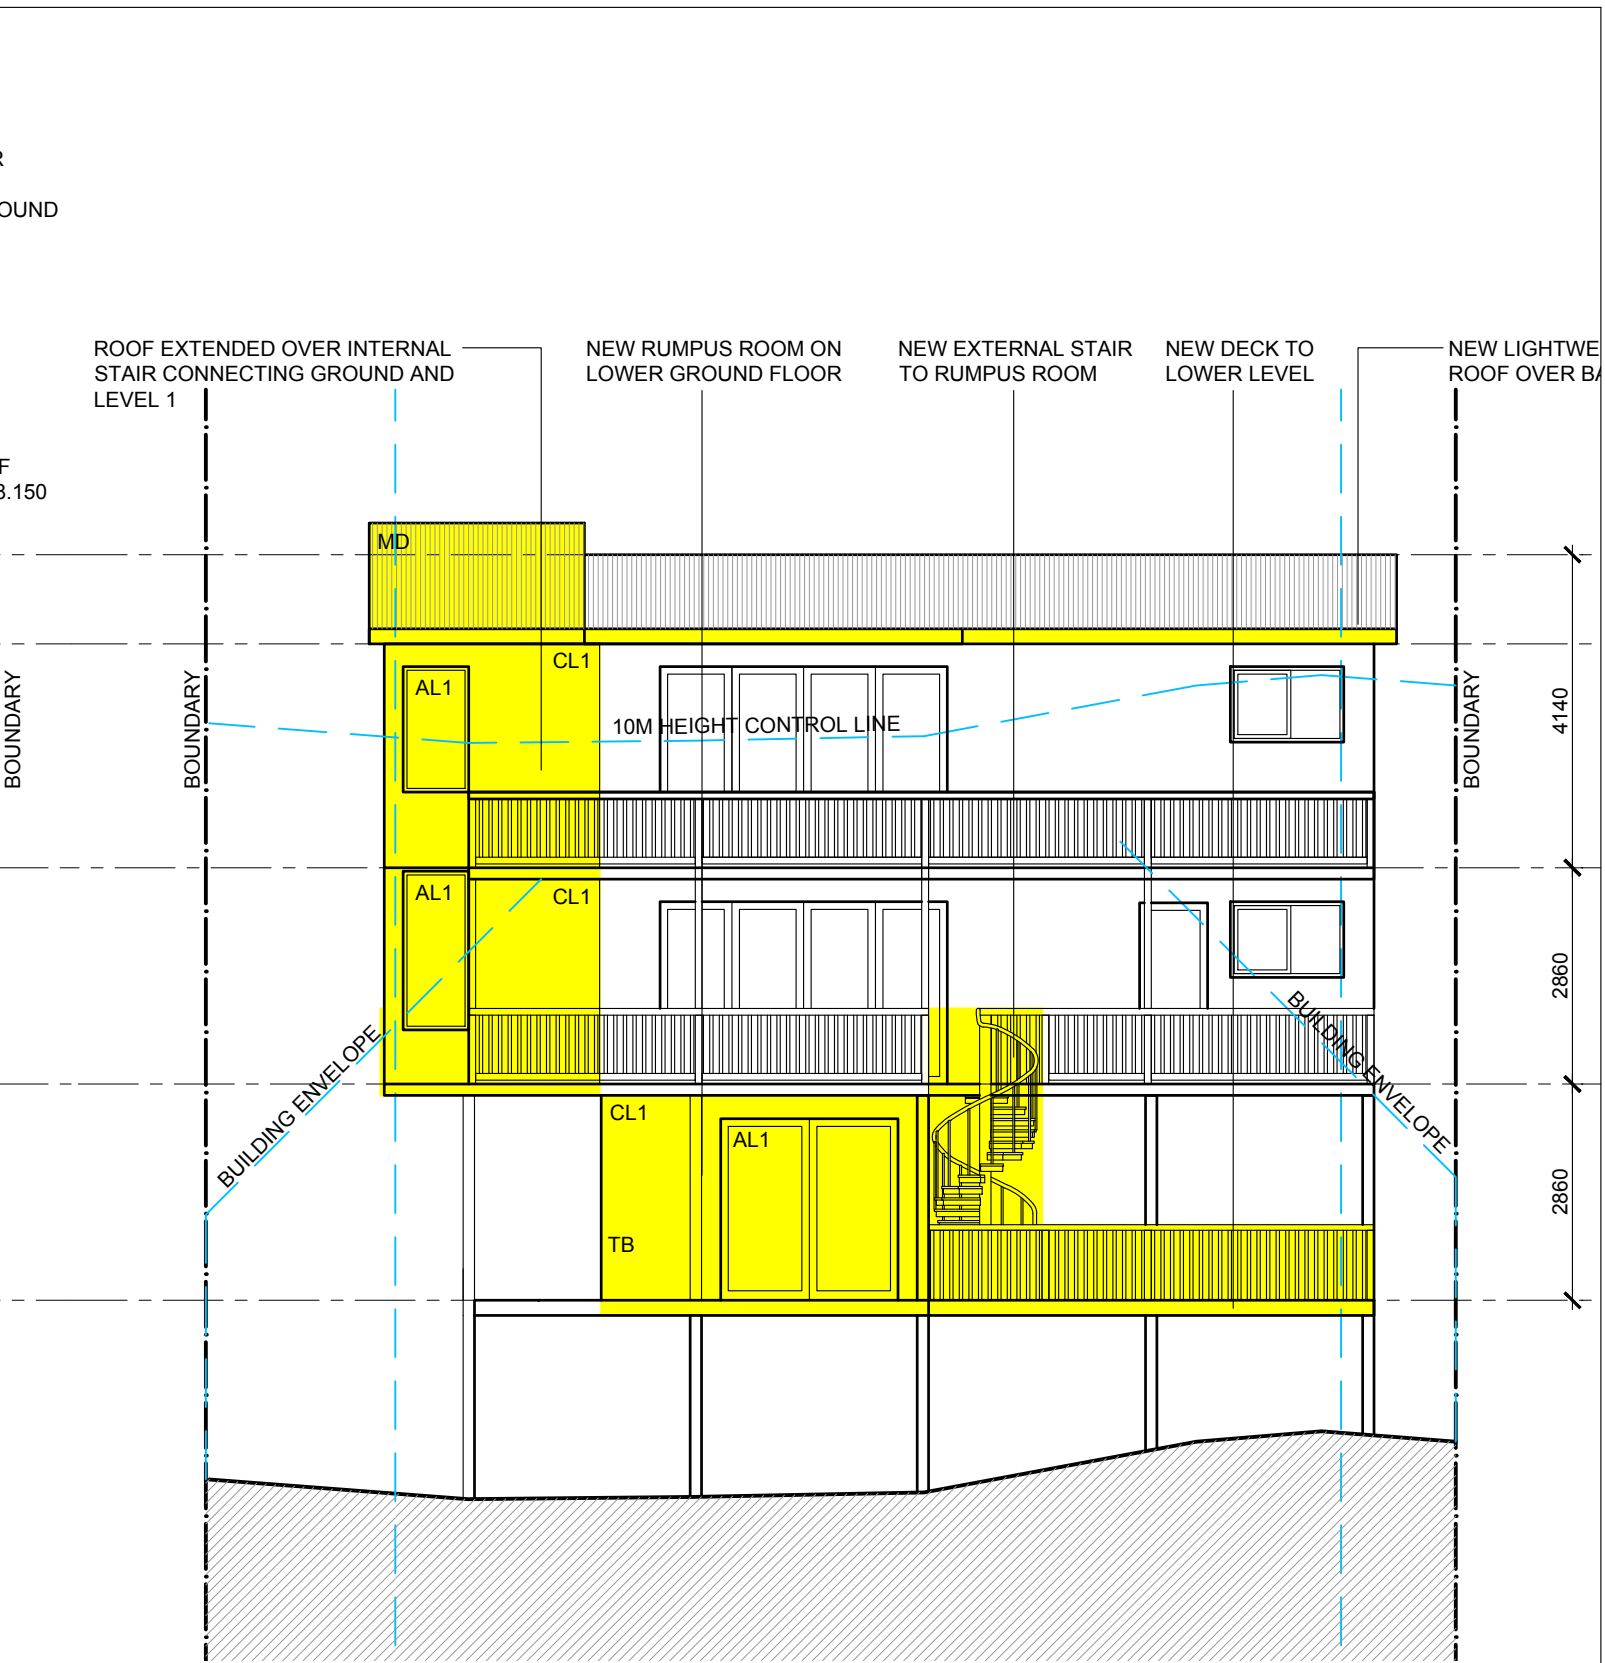 R
OUND
ROOF EXTENDED OVER INTERNAL
STAIR CONNECTING GROUND AND
LEVEL 1
NEW RUMPUS ROOM ON
LOWER GROUND FLOOR
NEW EXTERNAL STAIR
TO RUMPUS ROOM
NEW DECK TO
LOWER LEVEL
NEW LIGHTWE
ROOF OVER BA
F
3.150
MD
CL1
AL1
10M HEIGHT CONTROL LINE
BOUNDARY
BOUNDARY
BOUNDARY
4140
AL1
CL1
2860
BUILDING ENVELOPE
BUILDING ENVELOPE
CL1
AL1
2860
TB